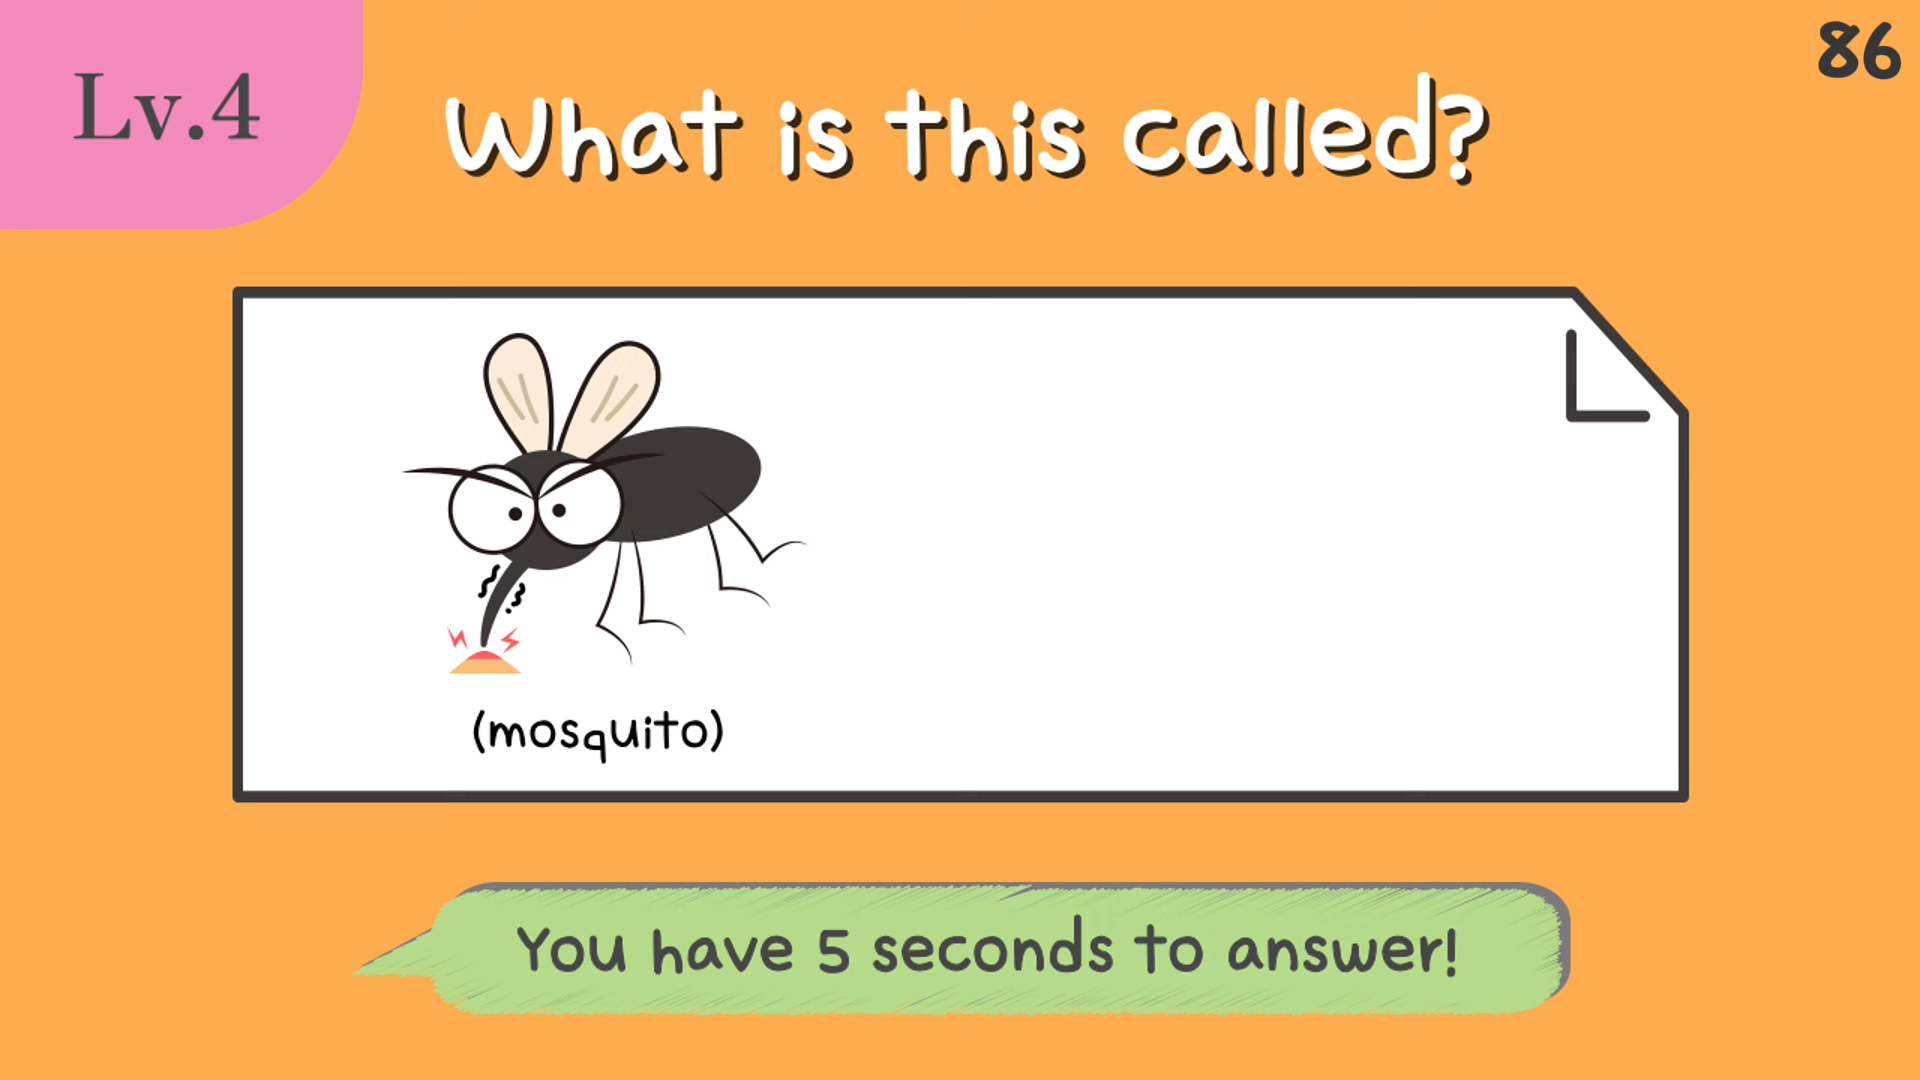 Lv.4
86
What is this called?
(mosquito)
You have 5 seconds to answer!